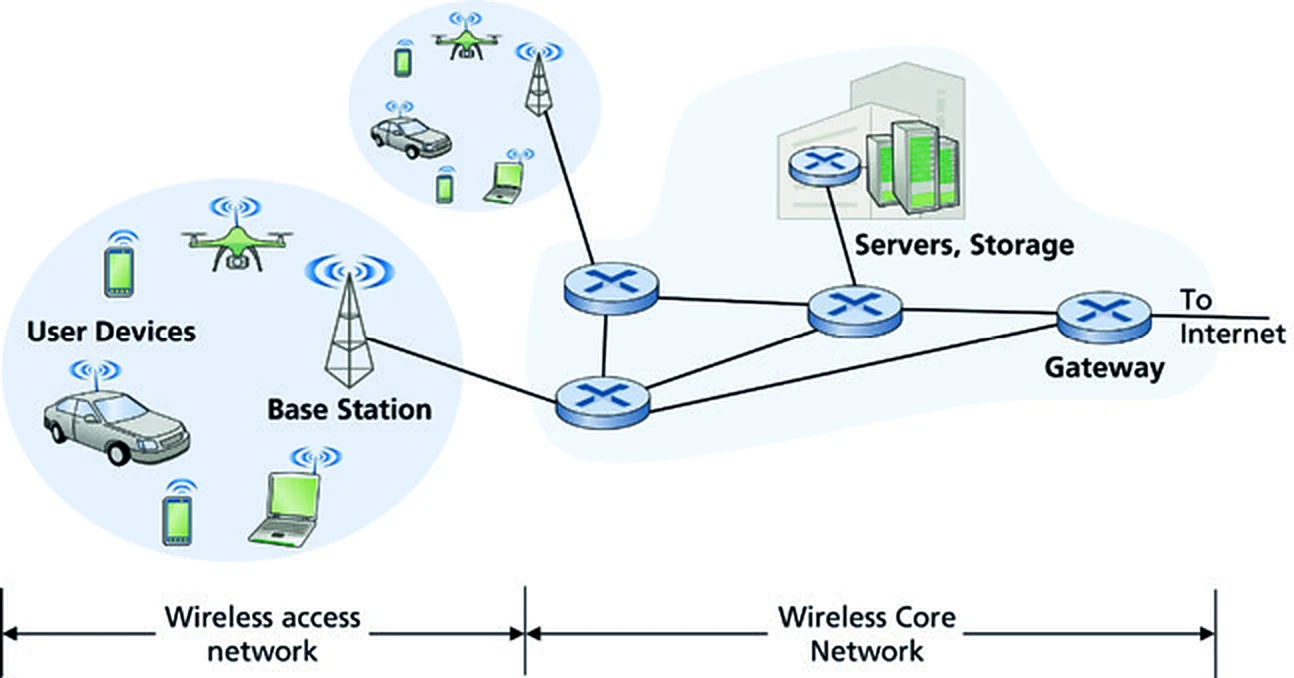 Servers, Storage
User Devices
Base Station
To
Internet
Gateway
Wireless access
network
Wireless Core
Network